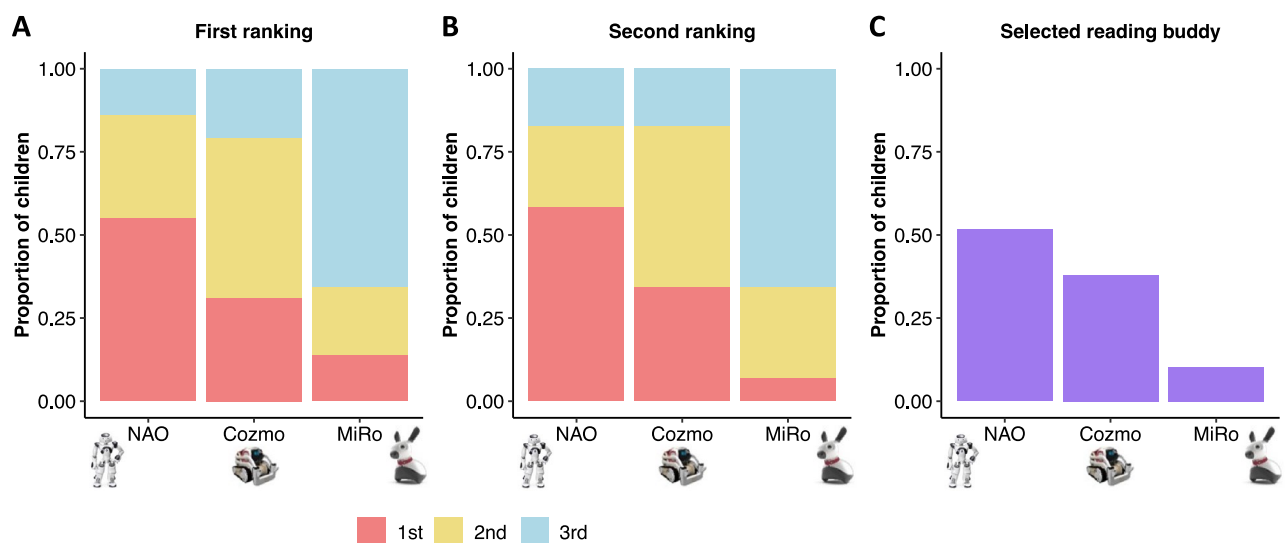 A
First ranking
Proportion of children
1.00
0.75
0.50
0.25
0.00
NAO
Cozmo
MiRo
B
Second ranking
Proportion of children
1.00
0.75
0.50
0.25
0.00
NAO
Cozmo
MiRo
C
Selected reading buddy
Proportion of children
1.00
0.75
0.50
0.25
0.00
NAO
Cozmo
MiRo
1st 2nd 3rd